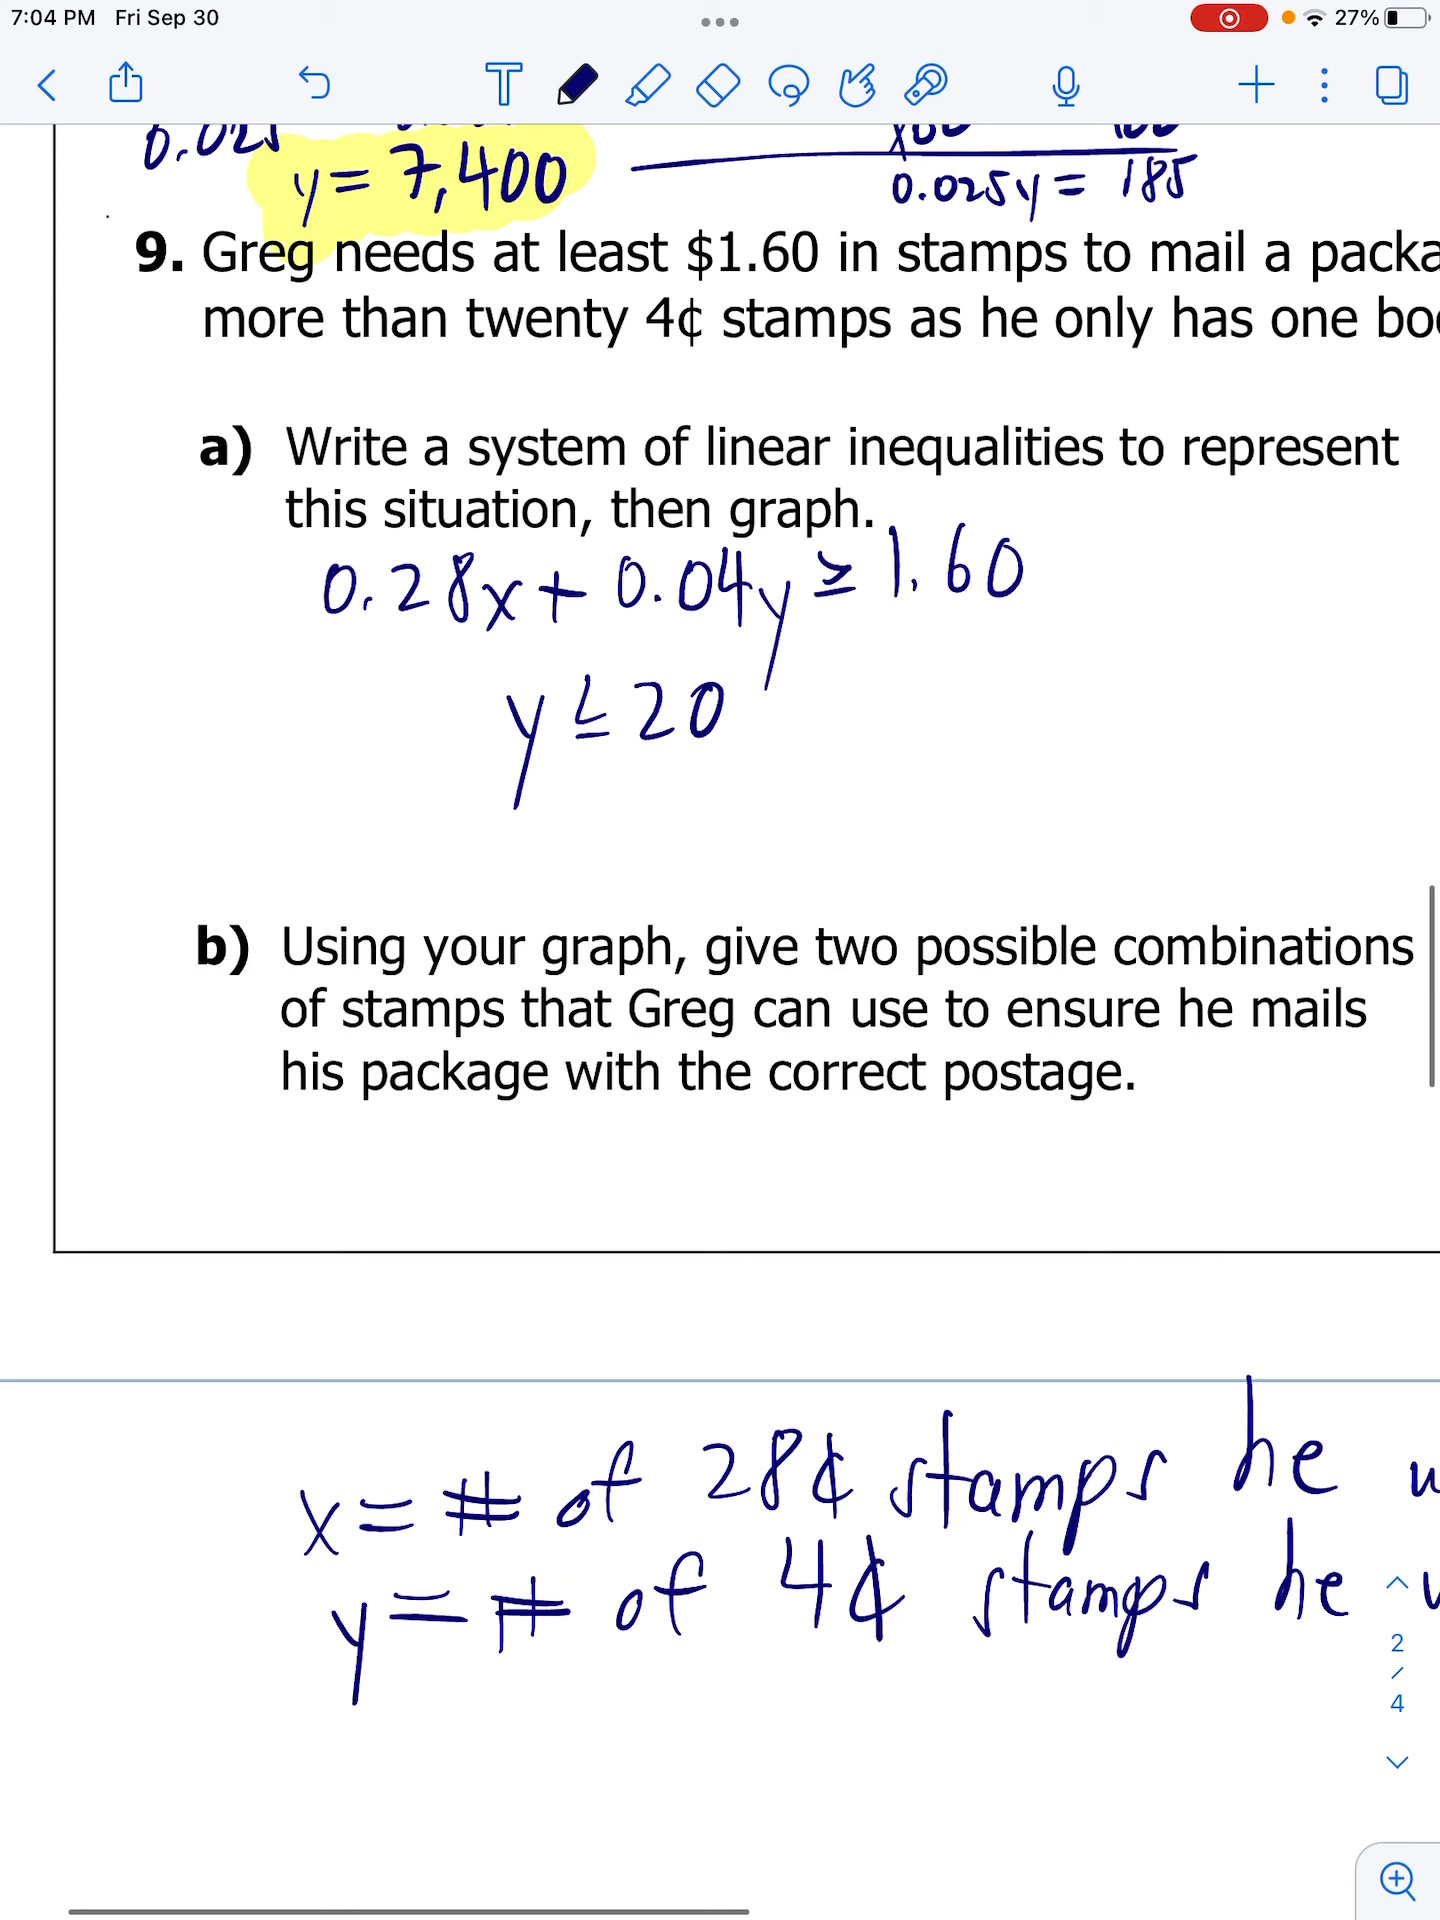 7:04 PM Fri Sep 30
27%
T
0.025
y = 7,400
0.025y = 185
9. Greg needs at least $1.60 in stamps to mail a packa
more than twenty 4¢ stamps as he only has one bo
a) Write a system of linear inequalities to represent
this situation, then graph.
0.28x + 0.04y ≥ 1.60
y ≤ 20
b) Using your graph, give two possible combinations
of stamps that Greg can use to ensure he mails
his package with the correct postage.
x = # of 28¢ stamps he
y = # of 4¢ stamps he
2
/
4